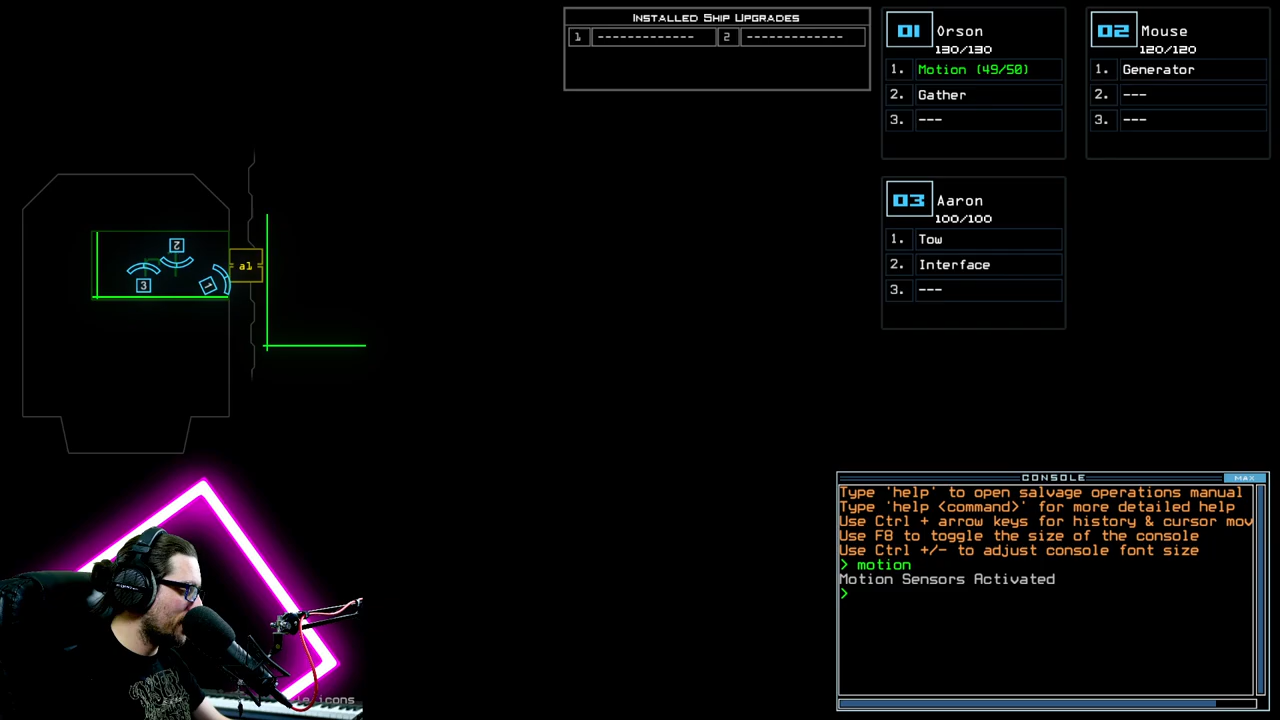 Installed Ship Upgrades
1 ------------- 2 -------------
01 Orson
130/130
1. Motion (49/50)
2. Gather
3. ---
02 Mouse
120/120
1. Generator
2. ---
3. ---
03 Aaron
100/100
1. Tow
2. Interface
3. ---
2
3
1
a1
CONSOLE
MAX
Type 'help' to open salvage operations manual
Type 'help <command>' for more detailed help
Use Ctrl + arrow keys for history & cursor mov
Use F8 to toggle the size of the console
Use Ctrl +/- to adjust console font size
> motion
Motion Sensors Activated
>